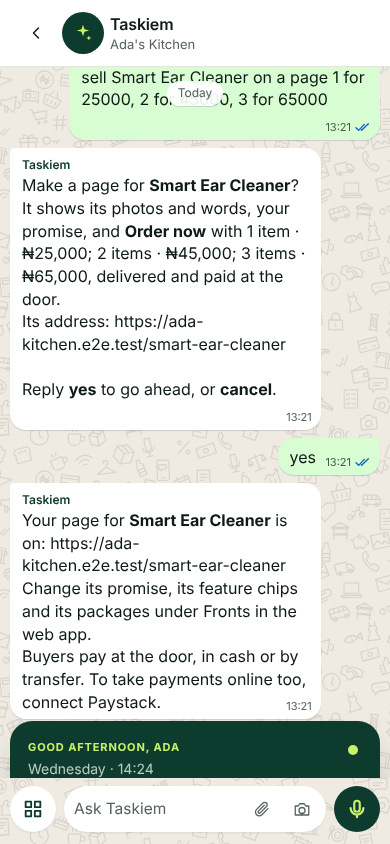 Taskiem
Ada's Kitchen
sell Smart Ear Cleaner on a page 1 for
25000, 2 for 45000, 3 for 65000
Today
13:21
Taskiem
Make a page for Smart Ear Cleaner?
It shows its photos and words, your
promise, and Order now with 1 item ·
₦25,000; 2 items · ₦45,000; 3 items ·
₦65,000, delivered and paid at the
door.
Its address: https://ada-
kitchen.e2e.test/smart-ear-cleaner
Reply yes to go ahead, or cancel.
13:21
yes 13:21
Taskiem
Your page for Smart Ear Cleaner is
on: https://ada-
kitchen.e2e.test/smart-ear-cleaner
Change its promise, its feature chips
and its packages under Fronts in the
web app.
Buyers pay at the door, in cash or by
transfer. To take payments online too,
connect Paystack.
13:21
GOOD AFTERNOON, ADA
Wednesday · 14:24
Ask Taskiem